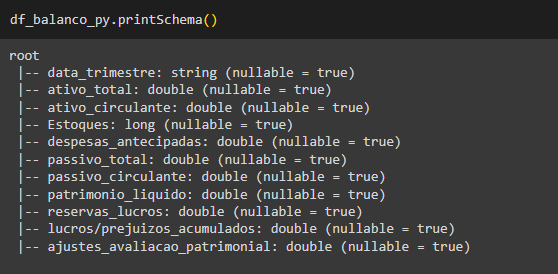 df_balanco_py.printSchema()
root
 |-- data_trimestre: string (nullable = true)
 |-- ativo_total: double (nullable = true)
 |-- ativo_circulante: double (nullable = true)
 |-- Estoques: long (nullable = true)
 |-- despesas_antecipadas: double (nullable = true)
 |-- passivo_total: double (nullable = true)
 |-- passivo_circulante: double (nullable = true)
 |-- patrimonio_liquido: double (nullable = true)
 |-- reservas_lucros: double (nullable = true)
 |-- lucros/prejuizos_acumulados: double (nullable = true)
 |-- ajustes_avaliacao_patrimonial: double (nullable = true)